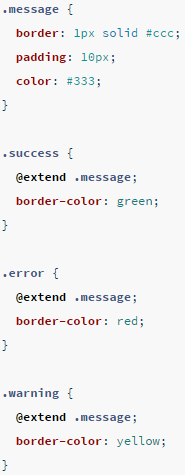 .message {
  border: 1px solid #ccc;
  padding: 10px;
  color: #333;
}

.success {
  @extend .message;
  border-color: green;
}

.error {
  @extend .message;
  border-color: red;
}

.warning {
  @extend .message;
  border-color: yellow;
}